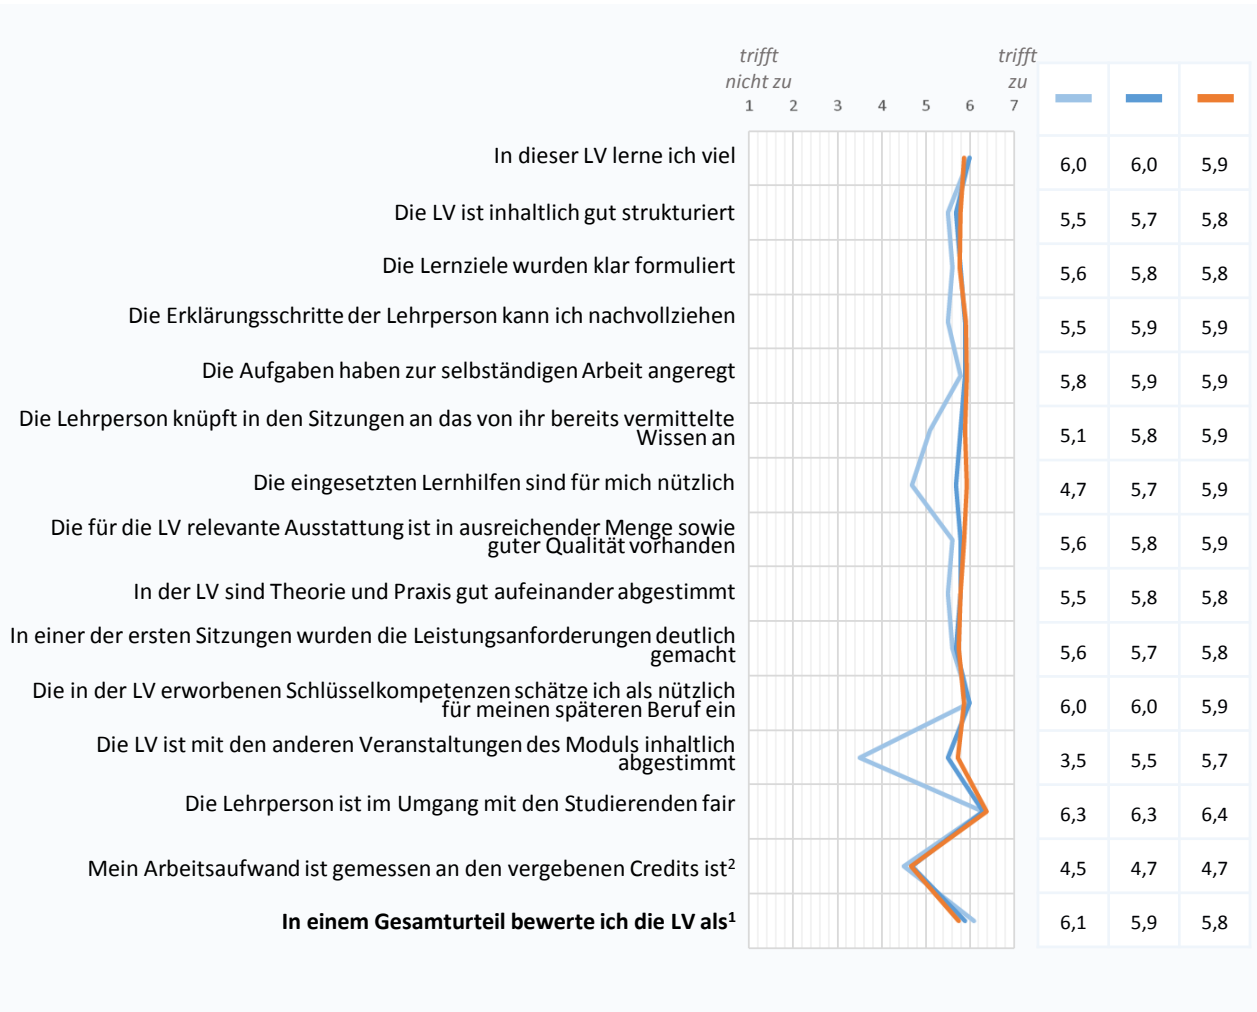 trifft
nicht zu
trifft
zu
1 2 3 4 5 6 7
In dieser LV lerne ich viel 6,0 6,0 5,9
Die LV ist inhaltlich gut strukturiert 5,5 5,7 5,8
Die Lernziele wurden klar formuliert 5,6 5,8 5,8
Die Erklärungsschritte der Lehrperson kann ich nachvollziehen 5,5 5,9 5,9
Die Aufgaben haben zur selbständigen Arbeit angeregt 5,8 5,9 5,9
Die Lehrperson knüpft in den Sitzungen an das von ihr bereits vermittelte
Wissen an 5,1 5,8 5,9
Die eingesetzten Lernhilfen sind für mich nützlich 4,7 5,7 5,9
Die für die LV relevante Ausstattung ist in ausreichender Menge sowie
guter Qualität vorhanden 5,6 5,8 5,9
In der LV sind Theorie und Praxis gut aufeinander abgestimmt 5,5 5,8 5,8
In einer der ersten Sitzungen wurden die Leistungsanforderungen deutlich
gemacht 5,6 5,7 5,8
Die in der LV erworbenen Schlüsselkompetenzen schätze ich als nützlich
für meinen späteren Beruf ein 6,0 6,0 5,9
Die LV ist mit den anderen Veranstaltungen des Moduls inhaltlich
abgestimmt 3,5 5,5 5,7
Die Lehrperson ist im Umgang mit den Studierenden fair 6,3 6,3 6,4
Mein Arbeitsaufwand ist gemessen an den vergebenen Credits ist² 4,5 4,7 4,7
In einem Gesamturteil bewerte ich die LV als¹ 6,1 5,9 5,8